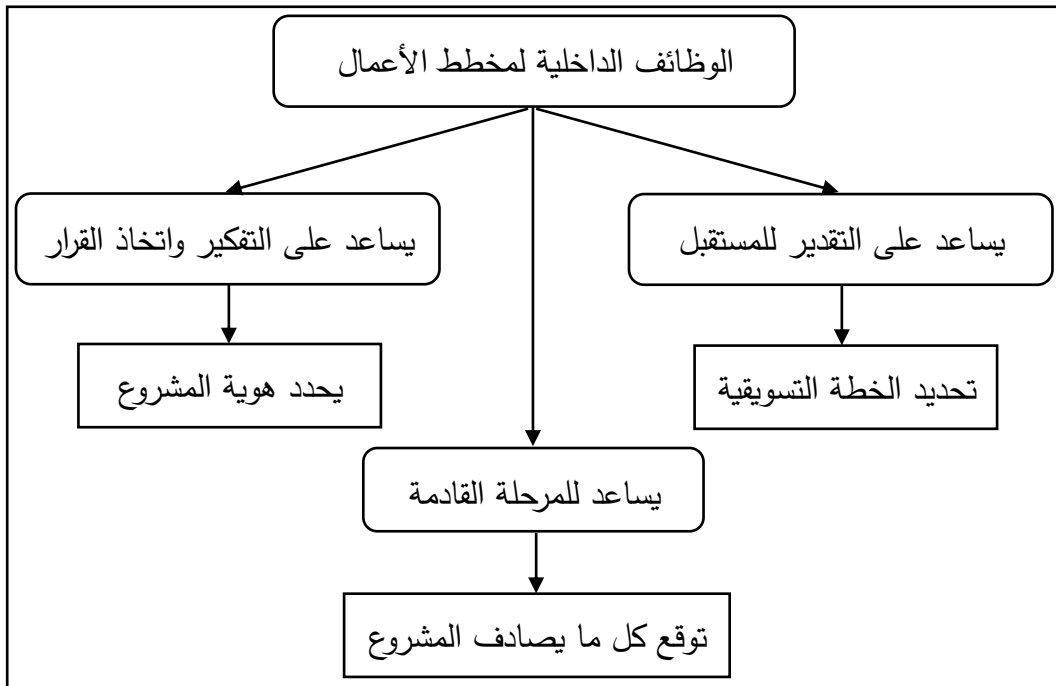 الوظائف الداخلية لمخطط الأعمال
يساعد على التقدير للمستقبل
يساعد على التفكير واتخاذ القرار
تحديد الخطة التسويقية
يحدد هوية المشروع
يساعد للمرحلة القادمة
توقع كل ما يصادف المشروع